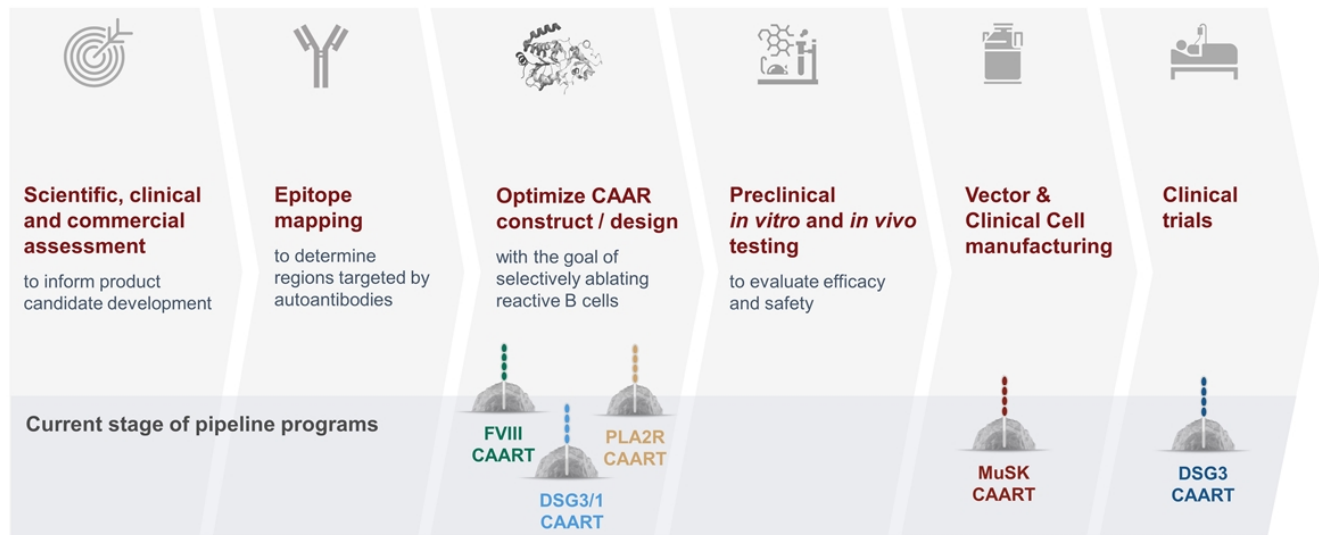 Scientific, clinical
and commercial
assessment
to inform product
candidate development
Epitope
mapping
to determine
regions targeted by
autoantibodies
Optimize CAAR
construct / design
with the goal of
selectively ablating
reactive B cells
Preclinical
in vitro and in vivo
testing
to evaluate efficacy
and safety
Vector &
Clinical Cell
manufacturing
Clinical
trials
Current stage of pipeline programs
FVIII
CAART
DSG3/1
CAART
PLA2R
CAART
MuSK
CAART
DSG3
CAART